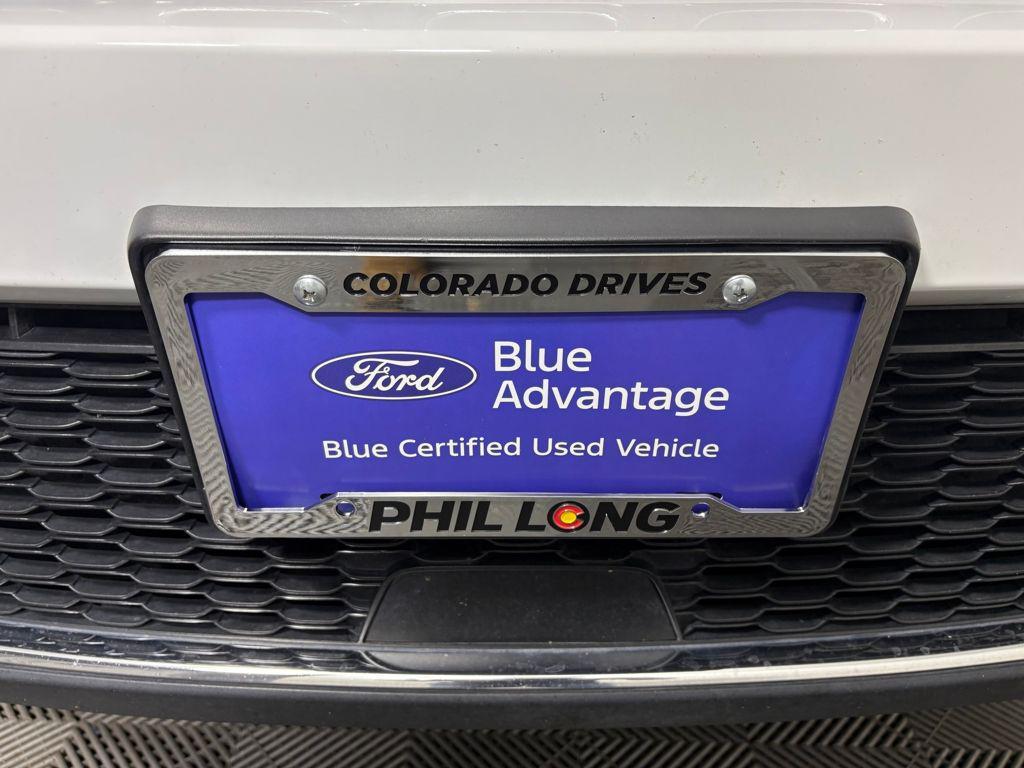 COLORADO DRIVES
Ford
Blue
Advantage
Blue Certified Used Vehicle
PHIL LONG